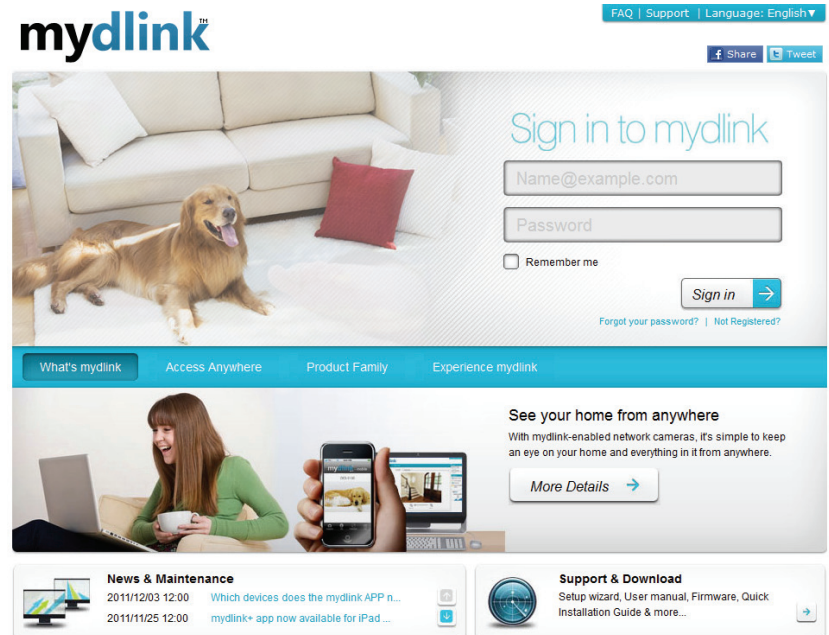 FAQ | Support | Language: English▼
mydlink™
Share Tweet
Sign in to mydlink
Name@example.com
Password
Remember me
Sign in
Forgot your password? | Not Registered?
What's mydlink Access Anywhere Product Family Experience mydlink
See your home from anywhere
With mydlink-enabled network cameras, it's simple to keep
an eye on your home and everything in it from anywhere.
More Details
News & Maintenance
2011/12/03 12:00 Which devices does the mydlink APP n...
2011/11/25 12:00 mydlink+ app now available for iPad ...
Support & Download
Setup wizard, User manual, Firmware, Quick
Installation Guide & more...